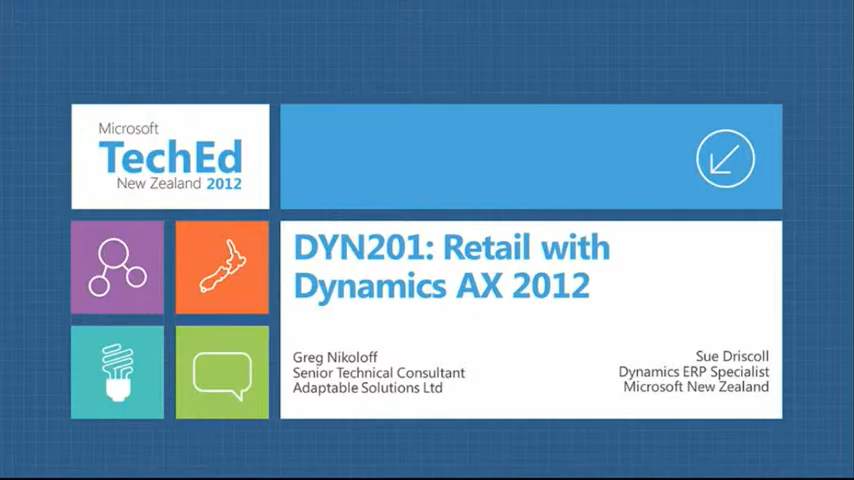 Microsoft
TechEd
New Zealand 2012
DYN201: Retail with
Dynamics AX 2012
Greg Nikoloff
Senior Technical Consultant
Adaptable Solutions Ltd
Sue Driscoll
Dynamics ERP Specialist
Microsoft New Zealand